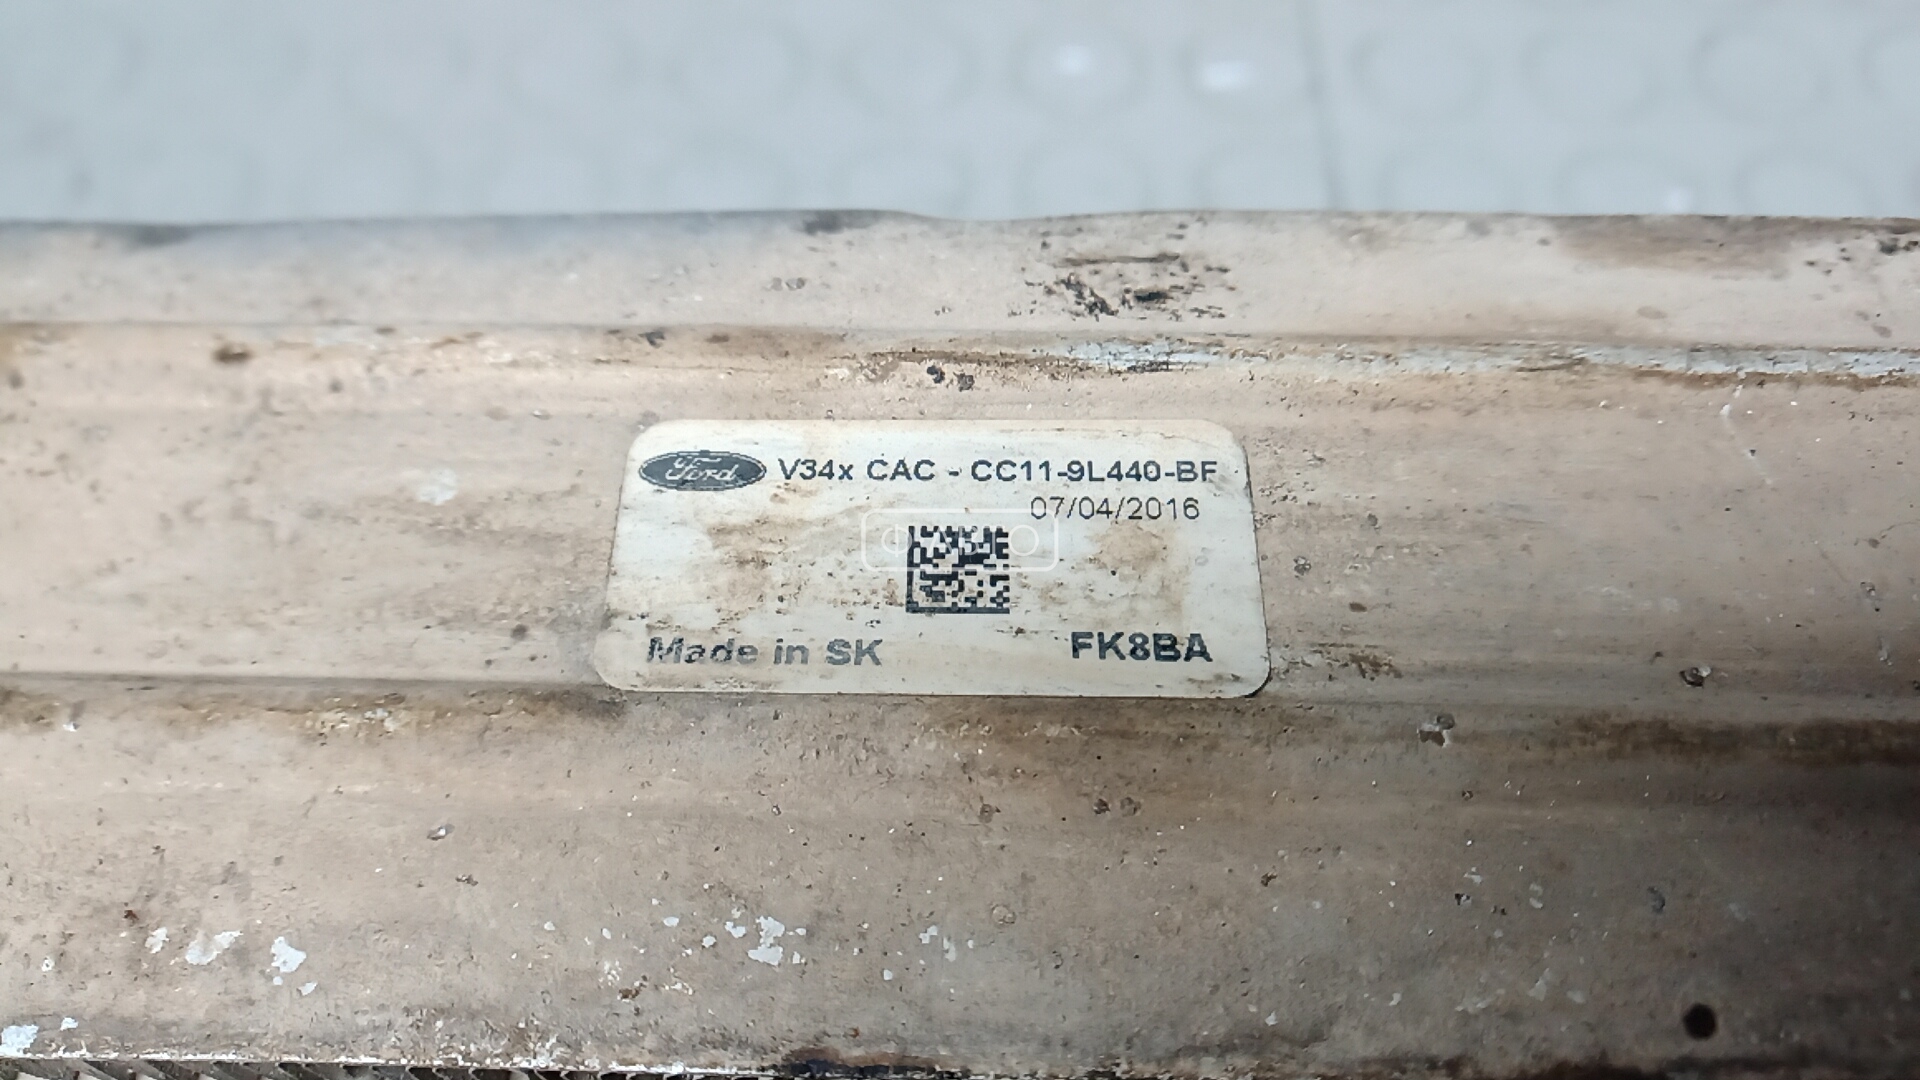 Ford V34x CAC - CC11-9L440-BF
07/04/2016
Made in SK FK8BA